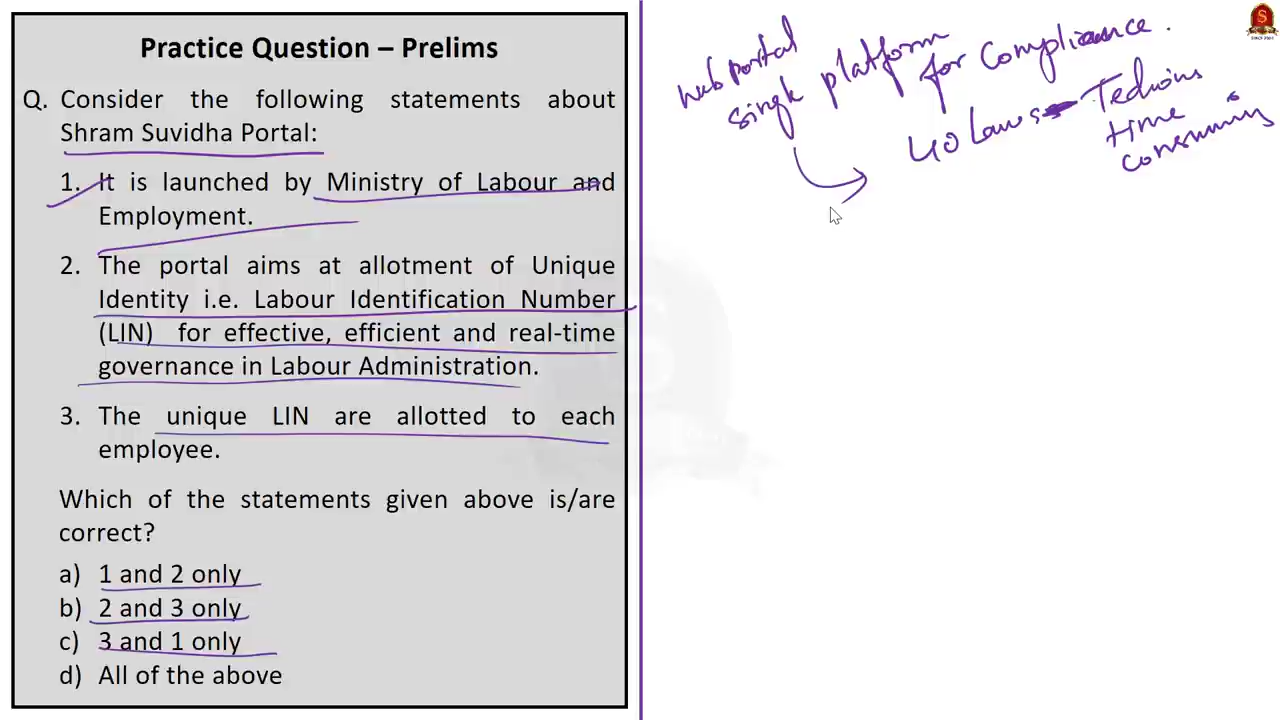 Practice Question – Prelims
Q. Consider the following statements about
Shram Suvidha Portal:
1. It is launched by Ministry of Labour and
Employment.
2. The portal aims at allotment of Unique
Identity i.e. Labour Identification Number
(LIN) for effective, efficient and real-time
governance in Labour Administration.
3. The unique LIN are allotted to each
employee.
Which of the statements given above is/are
correct?
a) 1 and 2 only
b) 2 and 3 only
c) 3 and 1 only
d) All of the above
web portal
single platform
for Compliance.
40 Laws - Tedious
time
consuming
S